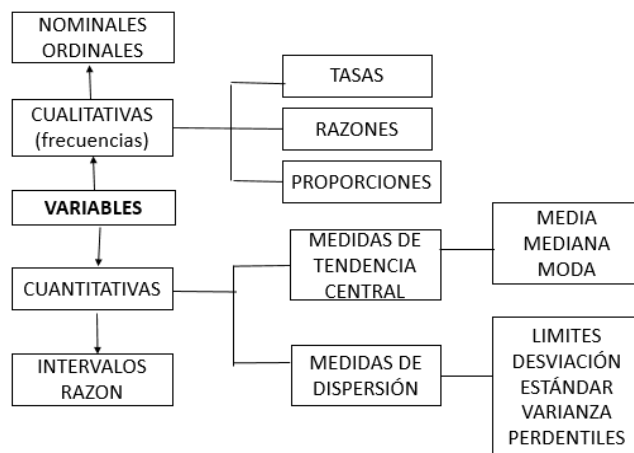 NOMINALES
ORDINALES
CUALITATIVAS
(frecuencias)
TASAS
RAZONES
PROPORCIONES
VARIABLES
CUANTITATIVAS
INTERVALOS
RAZON
MEDIDAS DE
TENDENCIA
CENTRAL
MEDIA
MEDIANA
MODA
MEDIDAS DE
DISPERSIÓN
LIMITES
DESVIACIÓN
ESTÁNDAR
VARIANZA
PERDENTILES